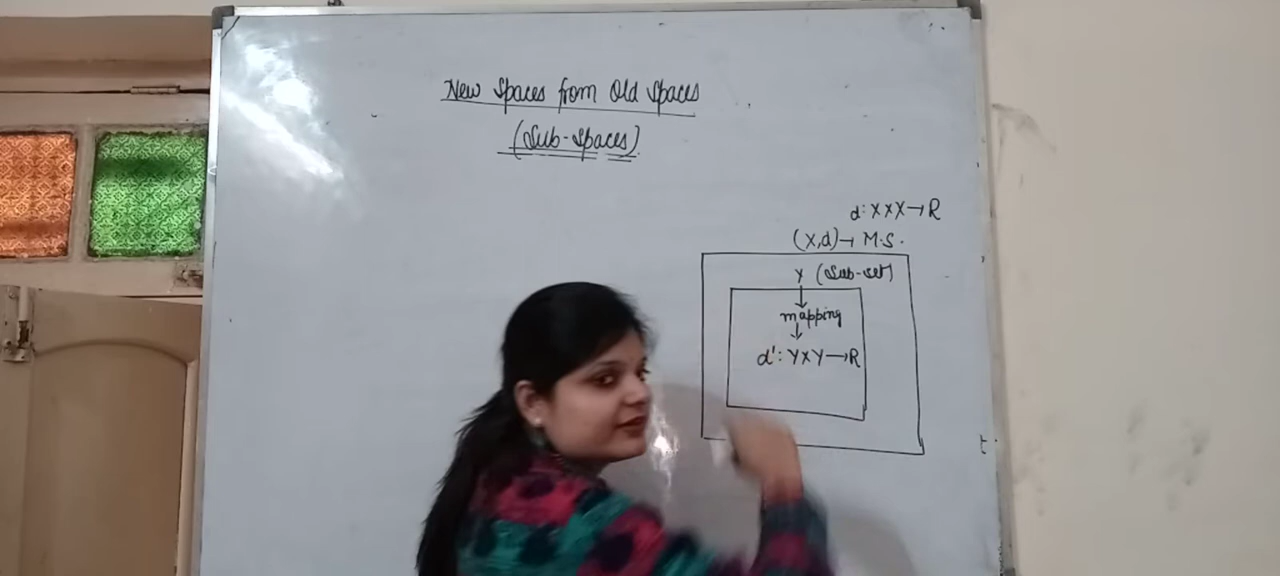 New Spaces from Old Spaces
(Sub-Spaces)
d: X×X→R
(X,d)→ M.S.
Y (Sub-set)
mapping
d': Y×Y→R